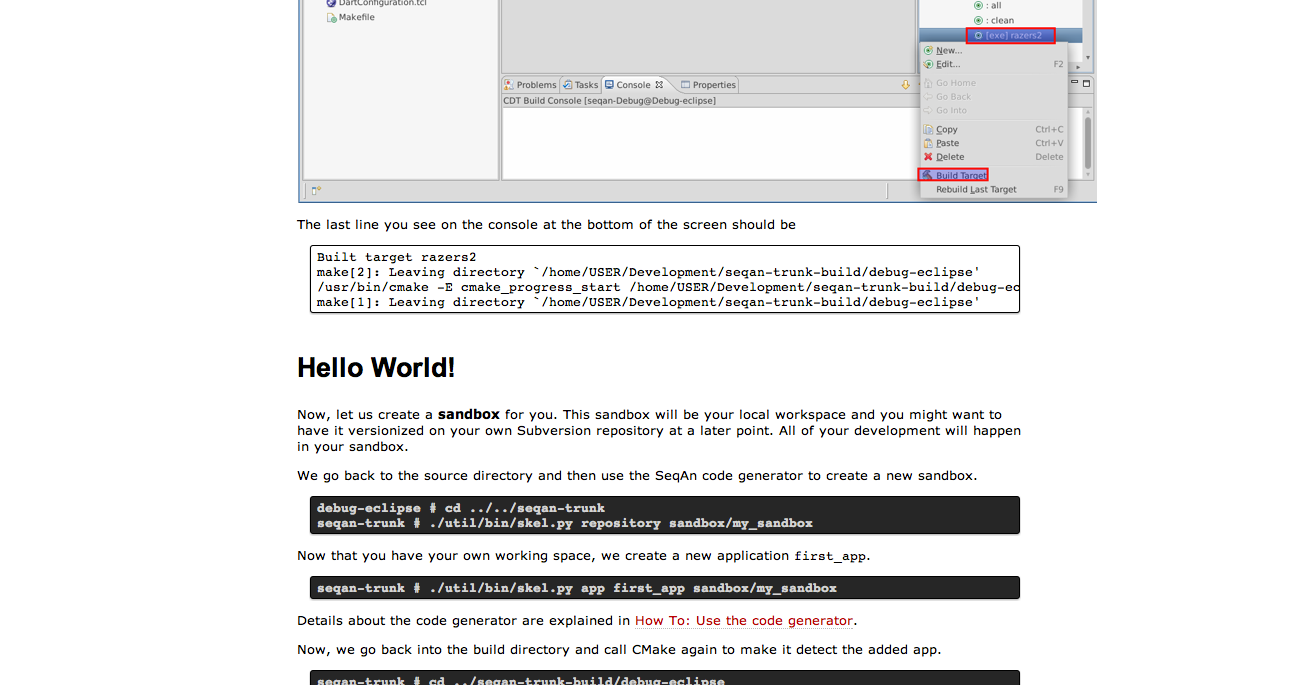 DartConfiguration.tcl
Makefile
: all
: clean
[exe] razers2
New...
Edit... F2
Go Home
Go Back
Go Into
Copy Ctrl+C
Paste Ctrl+V
Delete Delete
Build Target
Rebuild Last Target F9
Problems Tasks Console Properties
CDT Build Console [seqan-Debug@Debug-eclipse]
The last line you see on the console at the bottom of the screen should be
Built target razers2
make[2]: Leaving directory `/home/USER/Development/seqan-trunk-build/debug-eclipse'
/usr/bin/cmake -E cmake_progress_start /home/USER/Development/seqan-trunk-build/debug-ec
make[1]: Leaving directory `/home/USER/Development/seqan-trunk-build/debug-eclipse'
Hello World!
Now, let us create a sandbox for you. This sandbox will be your local workspace and you might want to
have it versionized on your own Subversion repository at a later point. All of your development will happen
in your sandbox.
We go back to the source directory and then use the SeqAn code generator to create a new sandbox.
debug-eclipse # cd ../../seqan-trunk
seqan-trunk # ./util/bin/skel.py repository sandbox/my_sandbox
Now that you have your own working space, we create a new application first_app.
seqan-trunk # ./util/bin/skel.py app first_app sandbox/my_sandbox
Details about the code generator are explained in How To: Use the code generator.
Now, we go back into the build directory and call CMake again to make it detect the added app.
seqan-trunk # cd ../seqan-trunk-build/debug-eclipse